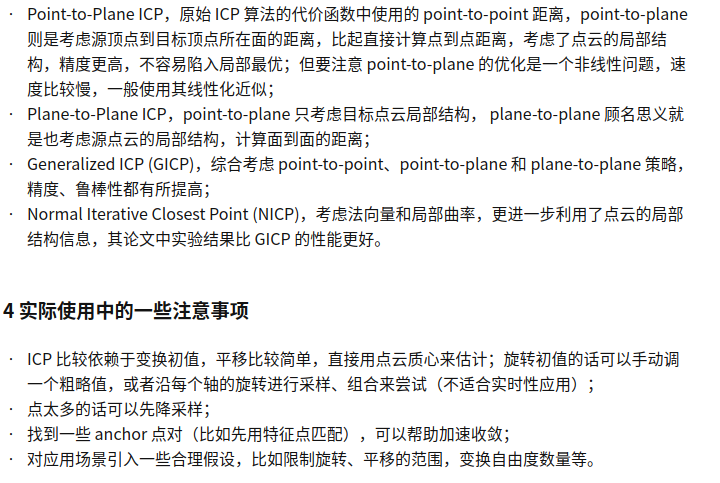 · Point-to-Plane ICP，原始 ICP 算法的代价函数中使用的 point-to-point 距离，point-to-plane
则是考虑源顶点到目标顶点所在面的距离，比起直接计算点到点距离，考虑了点云的局部结
构，精度更高，不容易陷入局部最优；但要注意 point-to-plane 的优化是一个非线性问题，速
度比较慢，一般使用其线性化近似；
· Plane-to-Plane ICP，point-to-plane 只考虑目标点云局部结构， plane-to-plane 顾名思义就
是也考虑源点云的局部结构，计算面到面的距离；
· Generalized ICP (GICP)，综合考虑 point-to-point、point-to-plane 和 plane-to-plane 策略，
精度、鲁棒性都有所提高；
· Normal Iterative Closest Point (NICP)，考虑法向量和局部曲率，更进一步利用了点云的局部
结构信息，其论文中实验结果比 GICP 的性能更好。
4 实际使用中的一些注意事项
· ICP 比较依赖于变换初值，平移比较简单，直接用点云质心来估计；旋转初值的话可以手动调
一个粗略值，或者沿每个轴的旋转进行采样、组合来尝试（不适合实时性应用）；
· 点太多的话可以先降采样；
· 找到一些 anchor 点对（比如先用特征点匹配），可以帮助加速收敛；
· 对应用场景引入一些合理假设，比如限制旋转、平移的范围，变换自由度数量等。